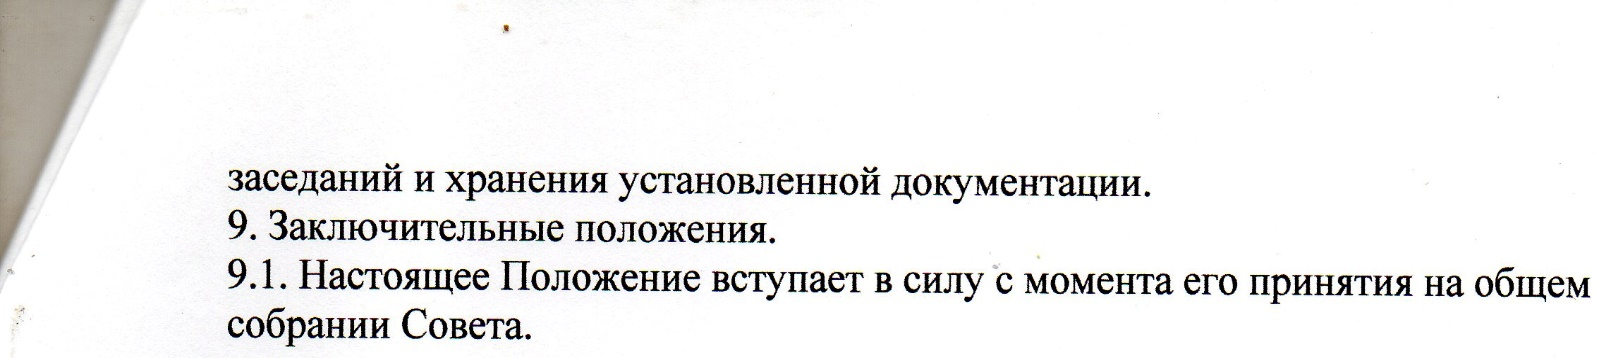 заседаний и хранения установленной документации.
9. Заключительные положения.
9.1. Настоящее Положение вступает в силу с момента его принятия на общем
собрании Совета.